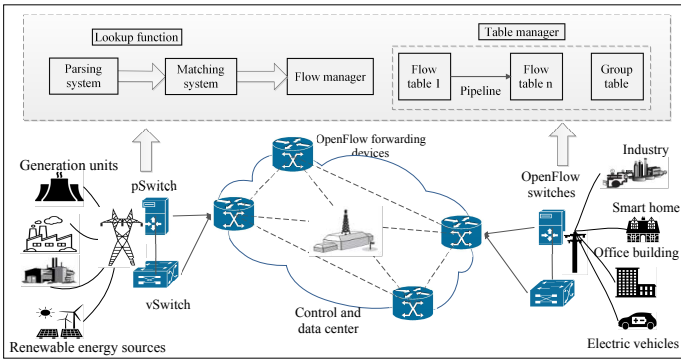 Lookup function
Table manager
Parsing
system
Matching
system
Flow manager
Flow
table 1
Pipeline
Flow
table n
Group
table
OpenFlow forwarding
devices
Generation units
pSwitch
vSwitch
Renewable energy sources
Control and
data center
OpenFlow
switches
Industry
Smart home
Office building
Electric vehicles